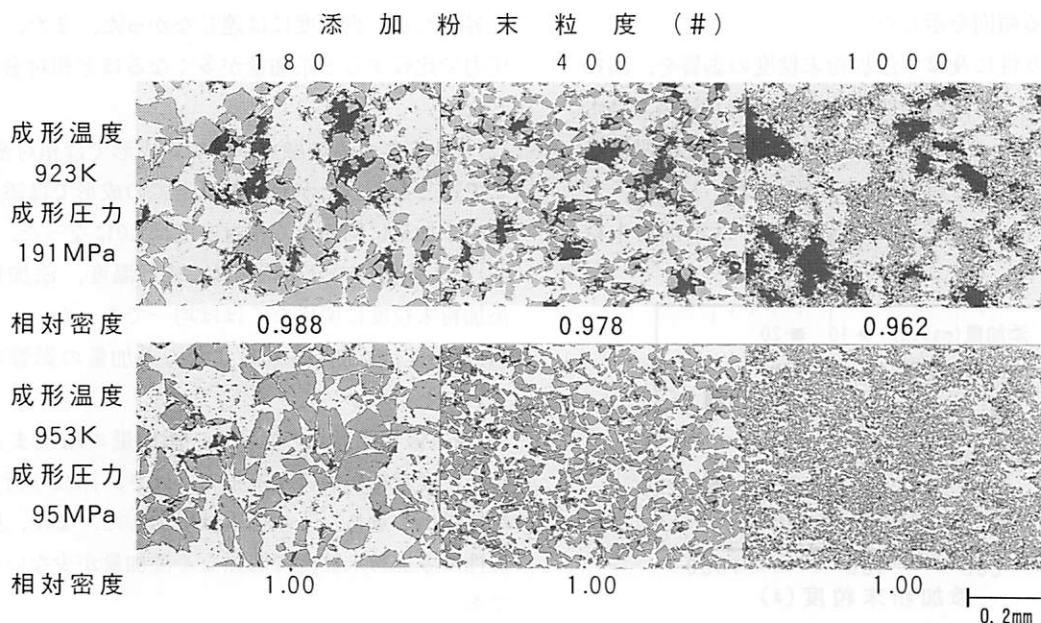 添加粉末粒度(#)
180 400 1000
成形温度
923K
成形圧力
191MPa
相対密度 0.988 0.978 0.962
成形温度
953K
成形圧力
95MPa
相対密度 1.00 1.00 1.00
0.2mm